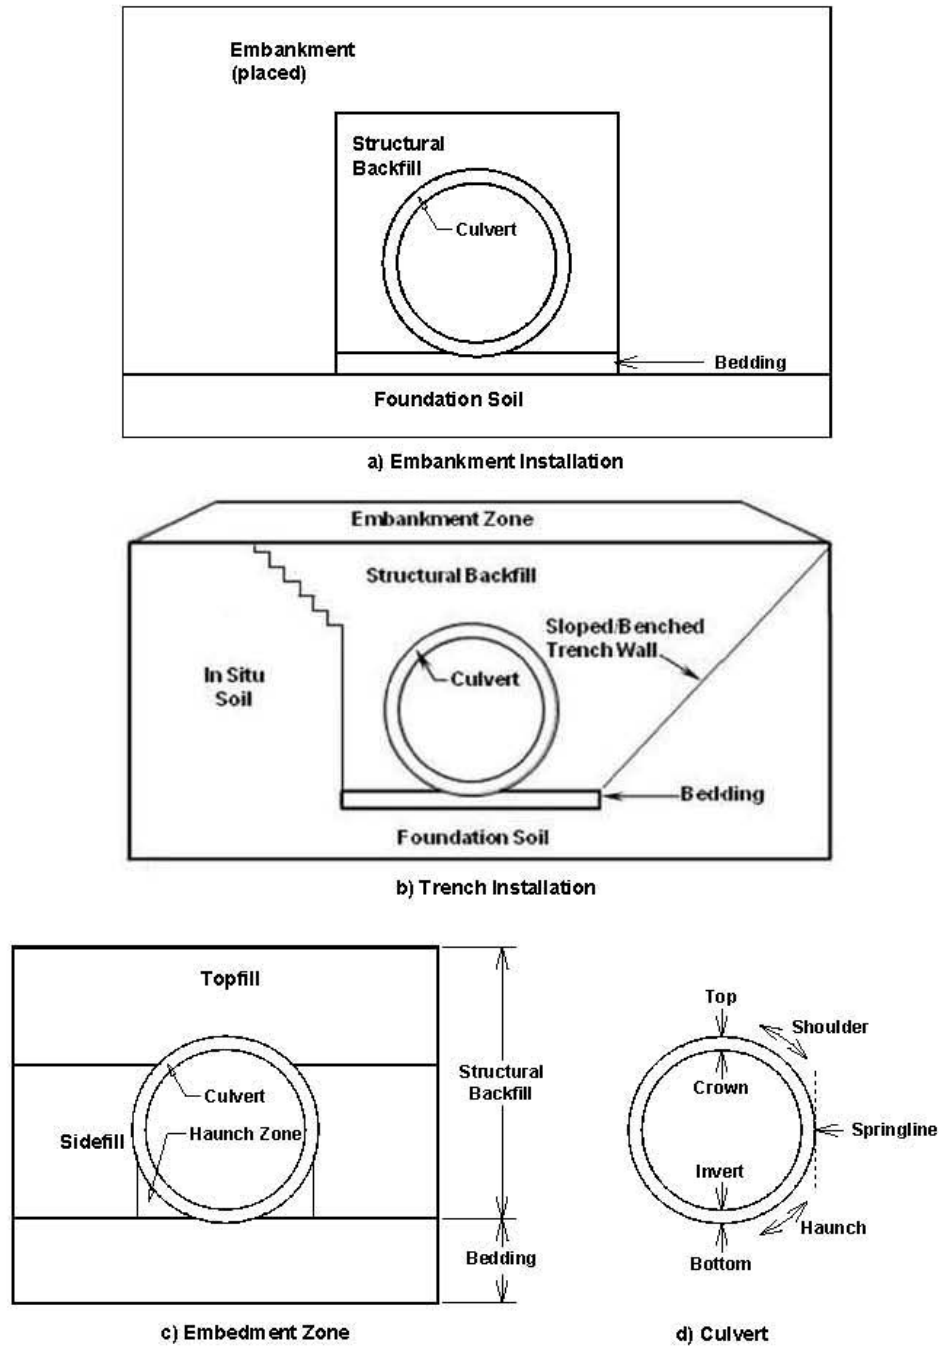 Embankment
(placed)
Structural
Backfill
Culvert
Bedding
Foundation Soil
a) Embankment Installation
Embankment Zone
Structural Backfill
Sloped/Benched
Trench Wall
In Situ
Soil
Culvert
Bedding
Foundation Soil
b) Trench Installation
Topfill
Culvert
Haunch Zone
Sidefill
Structural
Backfill
Bedding
c) Embedment Zone
Top
Shoulder
Crown
Springline
Invert
Haunch
Bottom
d) Culvert